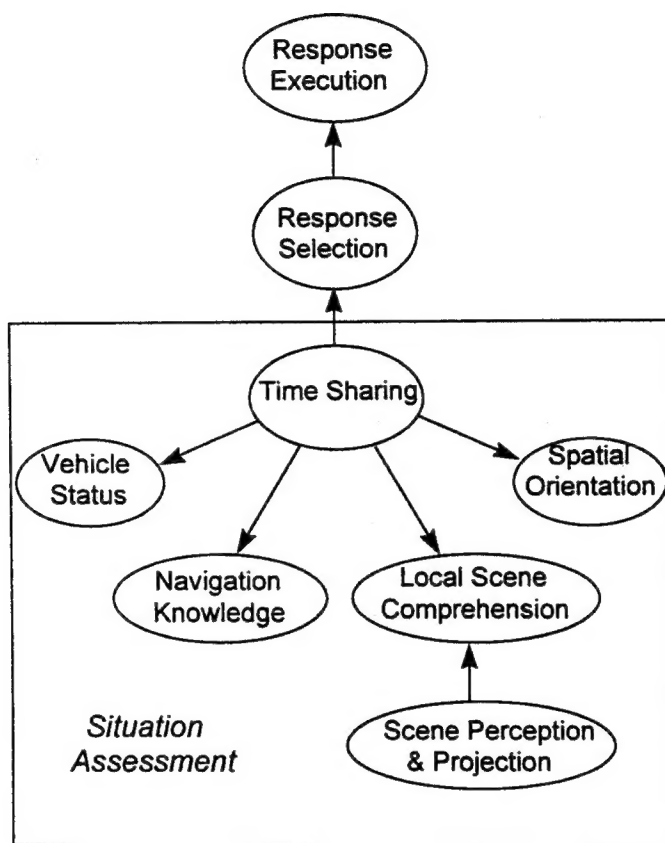 Response
Execution
Response
Selection
Time Sharing
Vehicle
Status
Spatial
Orientation
Navigation
Knowledge
Local Scene
Comprehension
Situation
Assessment
Scene Perception
& Projection